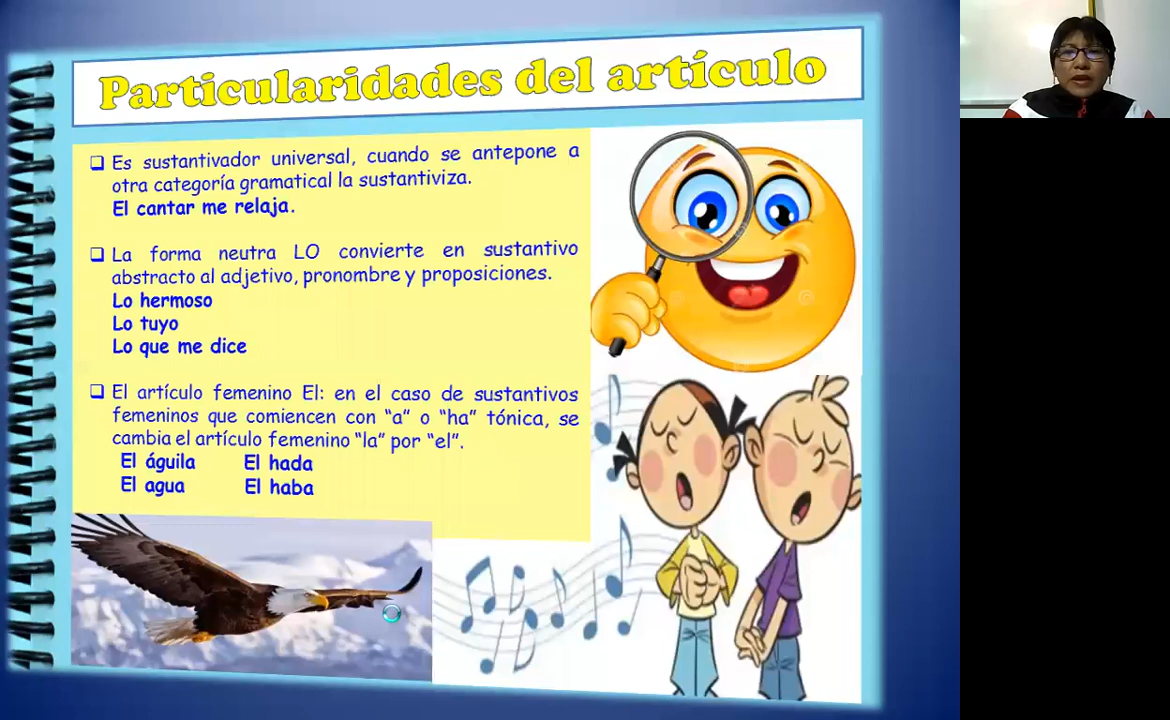 Particularidades del artículo
Es sustantivador universal, cuando se antepone a
otra categoría gramatical la sustantiviza.
El cantar me relaja.
La forma neutra LO convierte en sustantivo
abstracto al adjetivo, pronombre y proposiciones.
Lo hermoso
Lo tuyo
Lo que me dice
El artículo femenino El: en el caso de sustantivos
femeninos que comiencen con “a” o “ha” tónica, se
cambia el artículo femenino “la” por “el”.
El águila El hada
El agua El haba